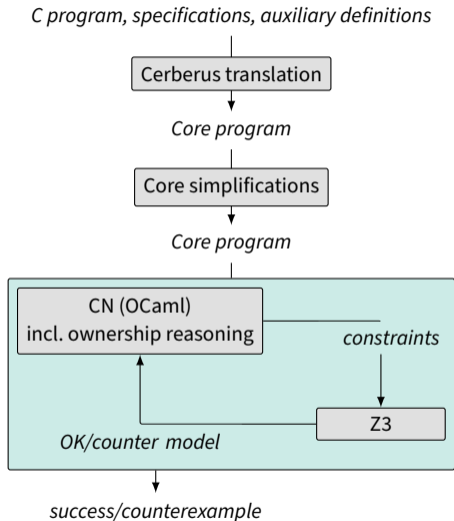 C program, specifications, auxiliary definitions
Cerberus translation
Core program
Core simplifications
Core program
CN (OCaml)
incl. ownership reasoning
constraints
Z3
OK/counter model
success/counterexample